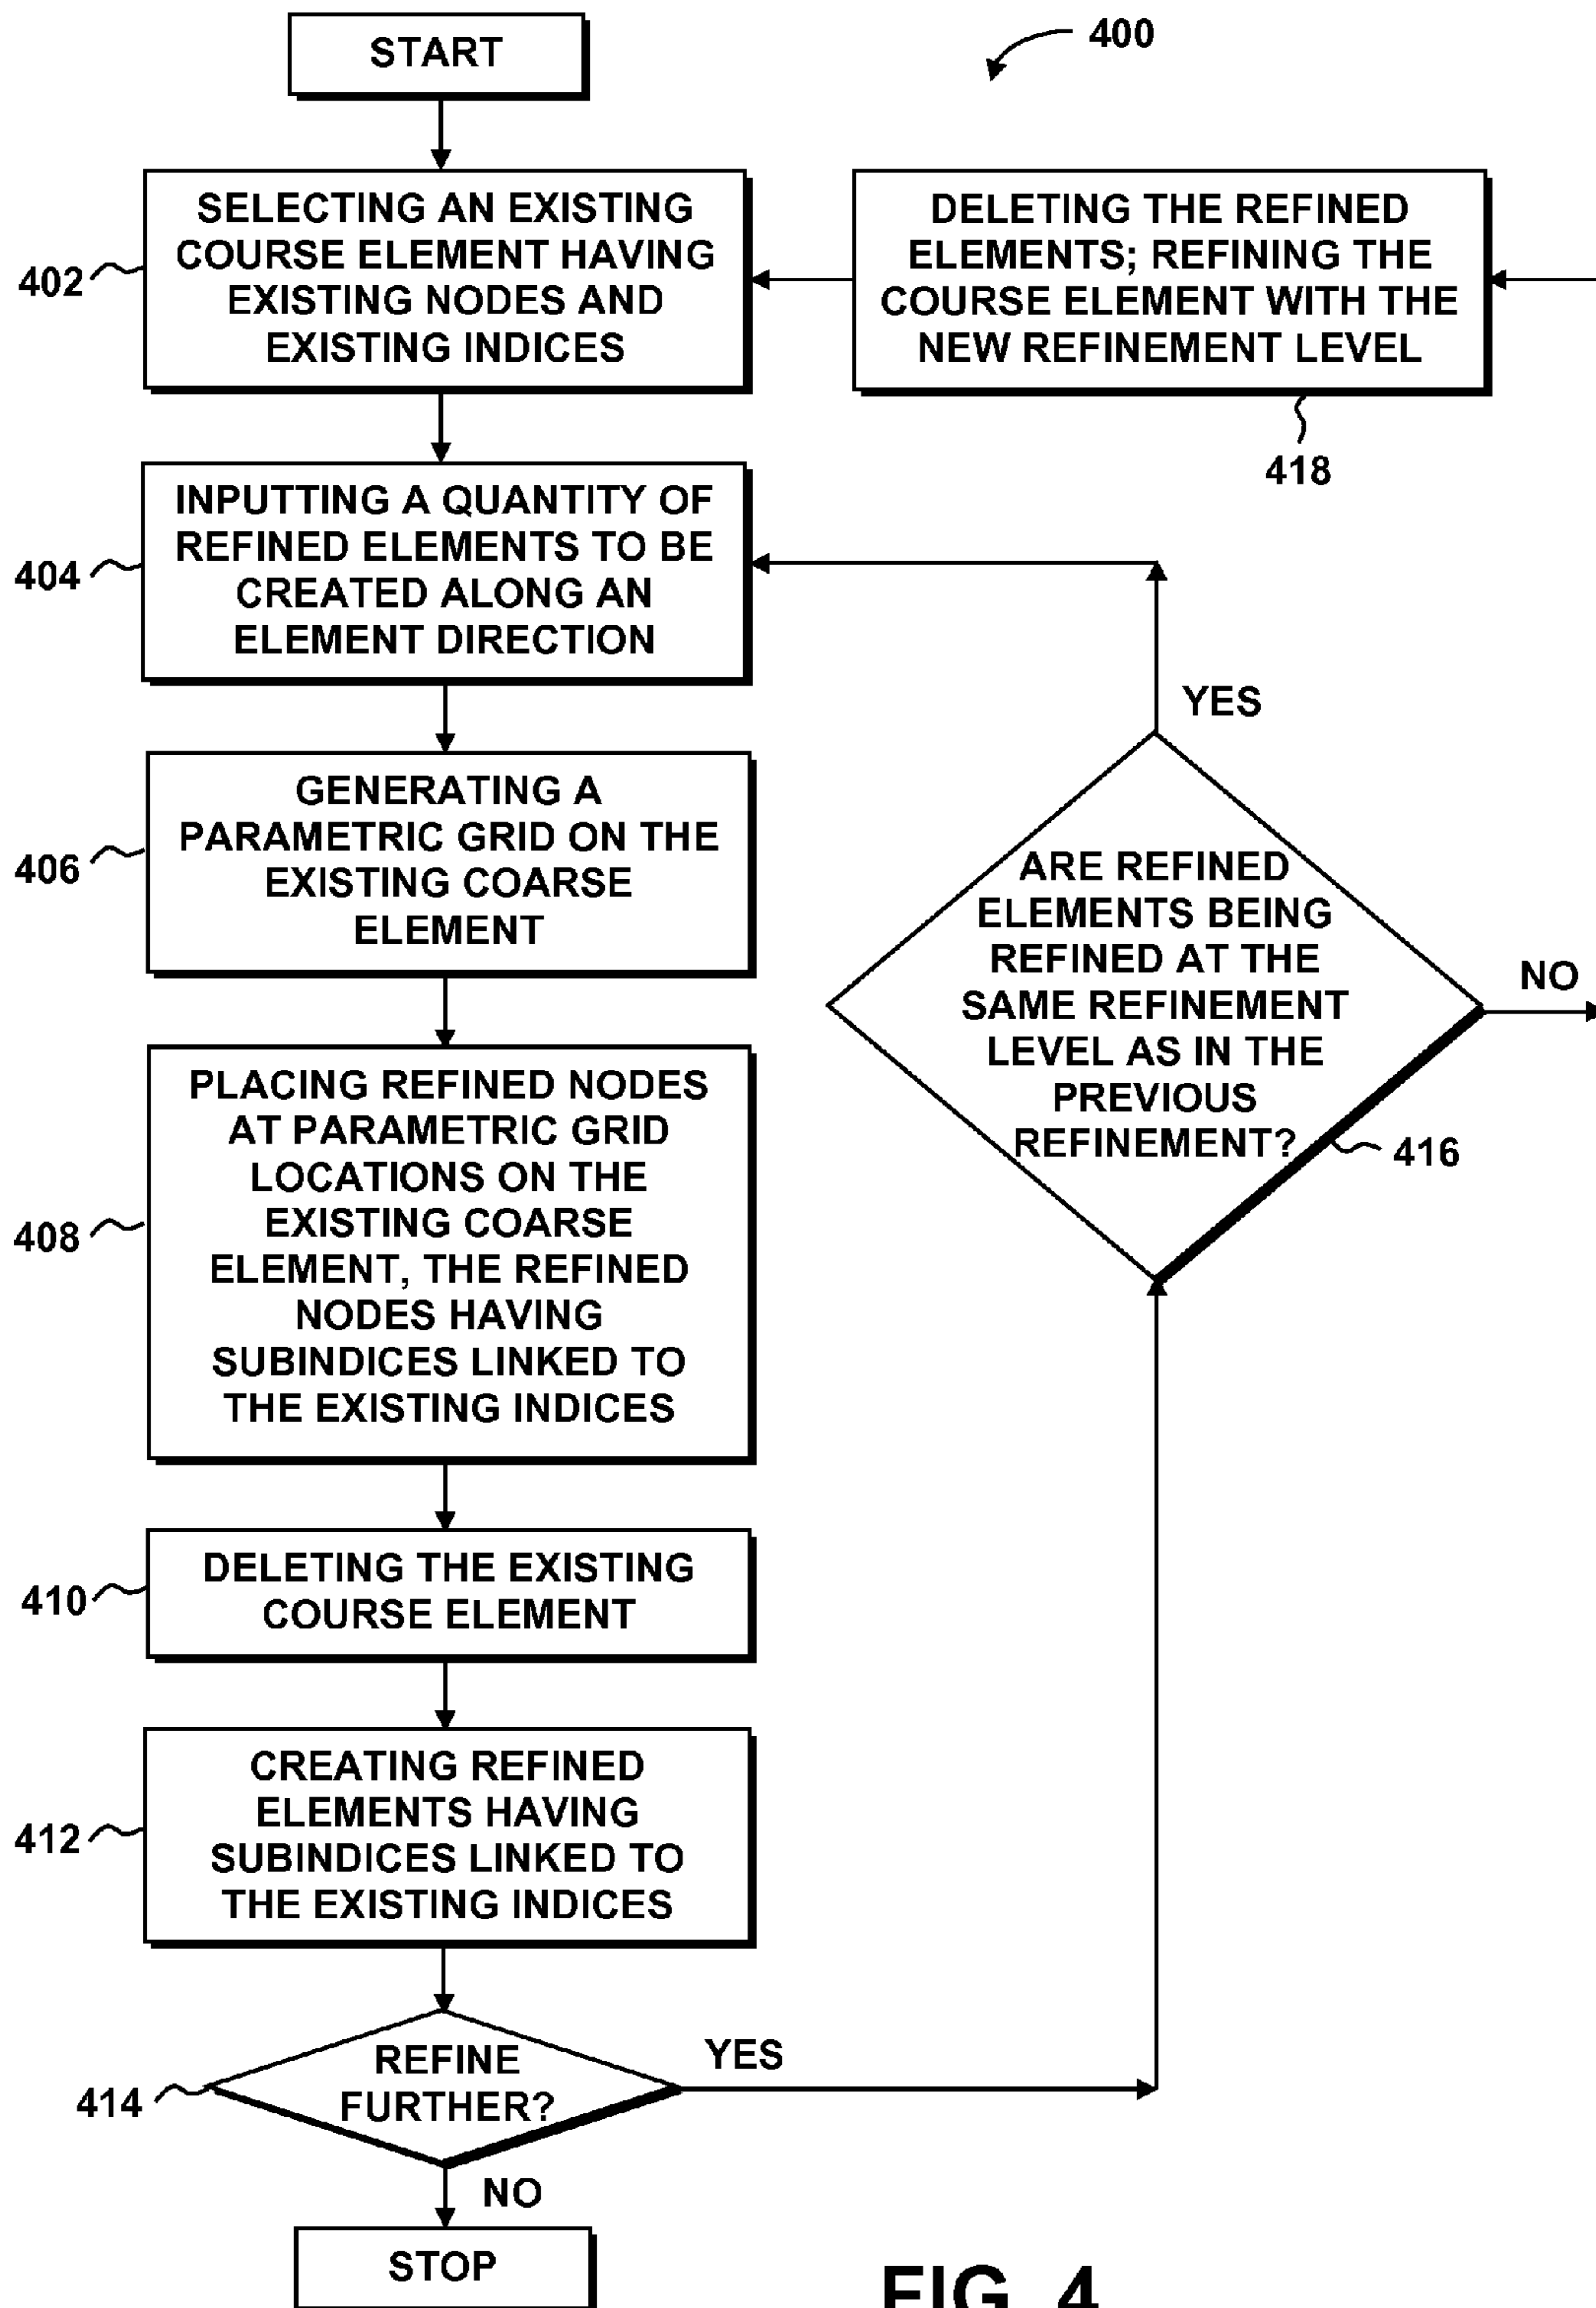 START
400
402
SELECTING AN EXISTING
COURSE ELEMENT HAVING
EXISTING NODES AND
EXISTING INDICES
DELETING THE REFINED
ELEMENTS; REFINING THE
COURSE ELEMENT WITH THE
NEW REFINEMENT LEVEL
418
404
INPUTTING A QUANTITY OF
REFINED ELEMENTS TO BE
CREATED ALONG AN
ELEMENT DIRECTION
YES
406
GENERATING A
PARAMETRIC GRID ON THE
EXISTING COARSE
ELEMENT
ARE REFINED
ELEMENTS BEING
REFINED AT THE
SAME REFINEMENT
LEVEL AS IN THE
PREVIOUS
REFINEMENT?
NO
416
408
PLACING REFINED NODES
AT PARAMETRIC GRID
LOCATIONS ON THE
EXISTING COARSE
ELEMENT, THE REFINED
NODES HAVING
SUBINDICES LINKED TO
THE EXISTING INDICES
410
DELETING THE EXISTING
COURSE ELEMENT
412
CREATING REFINED
ELEMENTS HAVING
SUBINDICES LINKED TO
THE EXISTING INDICES
414
REFINE
FURTHER?
YES
NO
STOP
FIG. 4